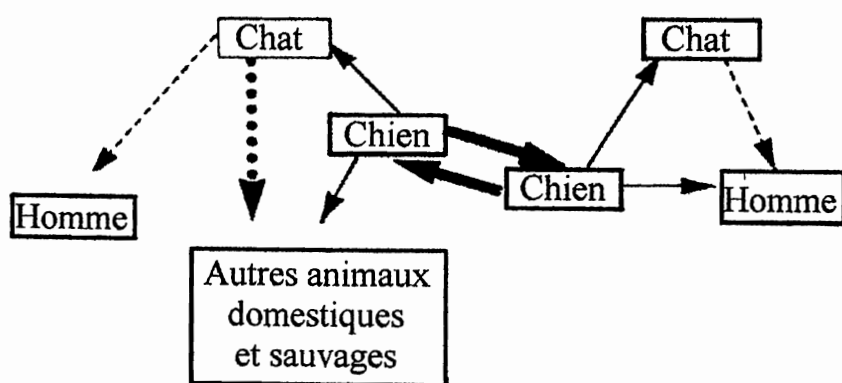 Chat
Chat
Chien
Chien
Homme
Homme
Autres animaux
domestiques
et sauvages